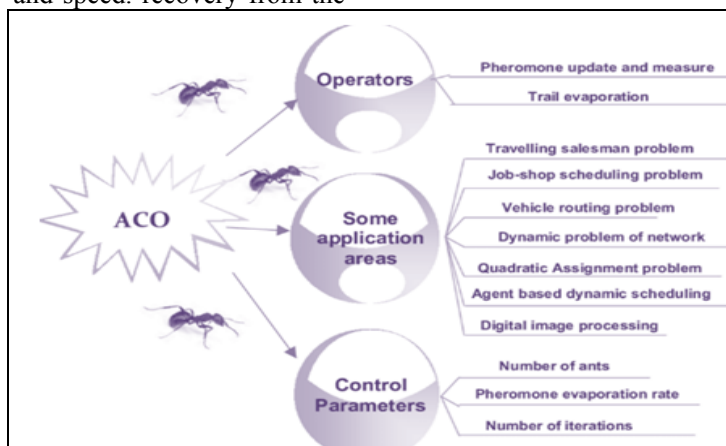 and speed. recovery from the
Operators
Pheromone update and measure
Trail evaporation
ACO
Some
application
areas
Travelling salesman problem
Job-shop scheduling problem
Vehicle routing problem
Dynamic problem of network
Quadratic Assignment problem
Agent based dynamic scheduling
Digital image processing
Control
Parameters
Number of ants
Pheromone evaporation rate
Number of iterations